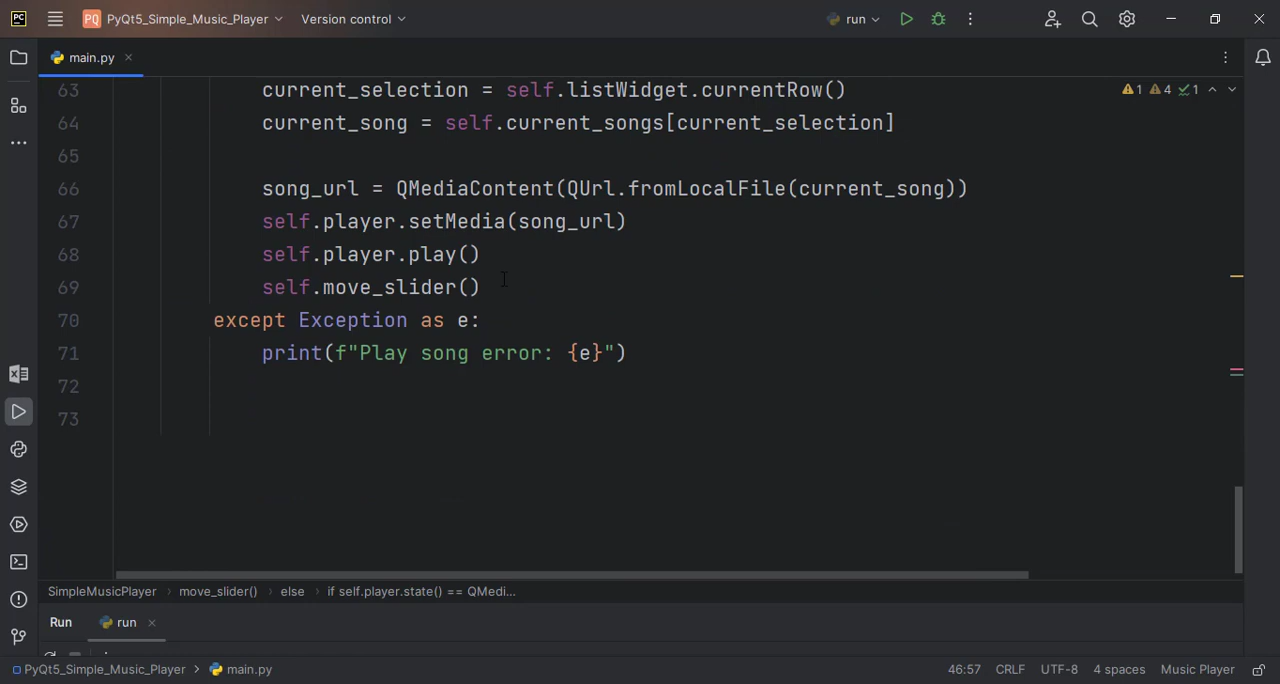 PC PQ PyQt5_Simple_Music_Player Version control run
main.py
63 current_selection = self.listWidget.currentRow() 1 4 1
64 current_song = self.current_songs[current_selection]
65
66 song_url = QMediaContent(QUrl.fromLocalFile(current_song))
67 self.player.setMedia(song_url)
68 self.player.play()
69 self.move_slider()
70 except Exception as e:
71 print(f"Play song error: {e}")
72
73
SimpleMusicPlayer move_slider() else if self.player.state() == QMedi...
Run run
PyQt5_Simple_Music_Player main.py 46:57 CRLF UTF-8 4 spaces Music Player